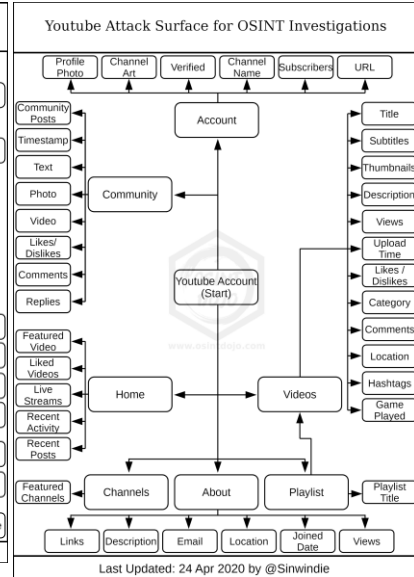 Youtube Attack Surface for OSINT Investigations
Profile
Photo
Channel
Art
Verified
Channel
Name
Subscribers
URL
Account
Community
Posts
Timestamp
Text
Photo
Video
Likes/
Dislikes
Comments
Replies
Community
Title
Subtitles
Thumbnails
Description
Views
Upload
Time
Likes /
Dislikes
Category
Comments
Location
Hashtags
Game
Played
Youtube Account
(Start)
www.osintdojo.com
Featured
Video
Liked
Videos
Live
Streams
Recent
Activity
Recent
Posts
Home
Videos
Featured
Channels
Channels
About
Playlist
Playlist
Title
Links
Description
Email
Location
Joined
Date
Views
Last Updated: 24 Apr 2020 by @Sinwindie